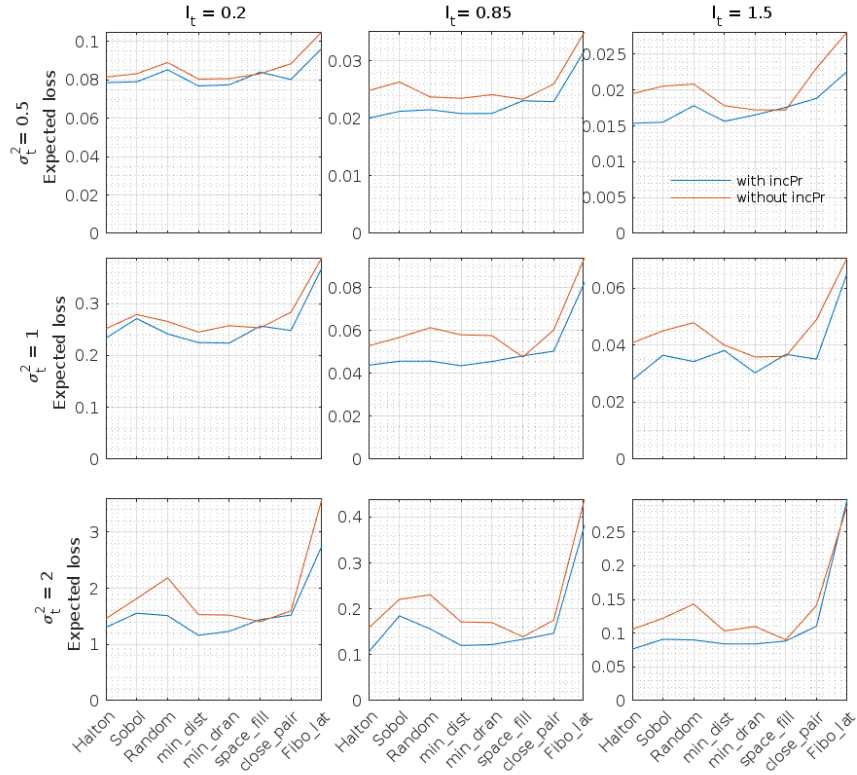 l_t = 0.2
l_t = 0.85
l_t = 1.5
σ_t^2 = 0.5
Expected loss
0.1
0.08
0.06
0.04
0.02
0
0.03
0.02
0.01
0
0.025
0.02
0.015
0.01
0.005
0
with incPr
without incPr
σ_t^2 = 1
Expected loss
0.3
0.2
0.1
0
0.08
0.06
0.04
0.02
0
0.06
0.04
0.02
0
σ_t^2 = 2
Expected loss
3
2
1
0
0.4
0.3
0.2
0.1
0
0.25
0.2
0.15
0.1
0.05
0
Halton
Sobol
Random
min_dist
min_dran
space_fill
close_pair
Fibo_lat
Halton
Sobol
Random
min_dist
min_dran
space_fill
close_pair
Fibo_lat
Halton
Sobol
Random
min_dist
min_dran
space_fill
close_pair
Fibo_lat